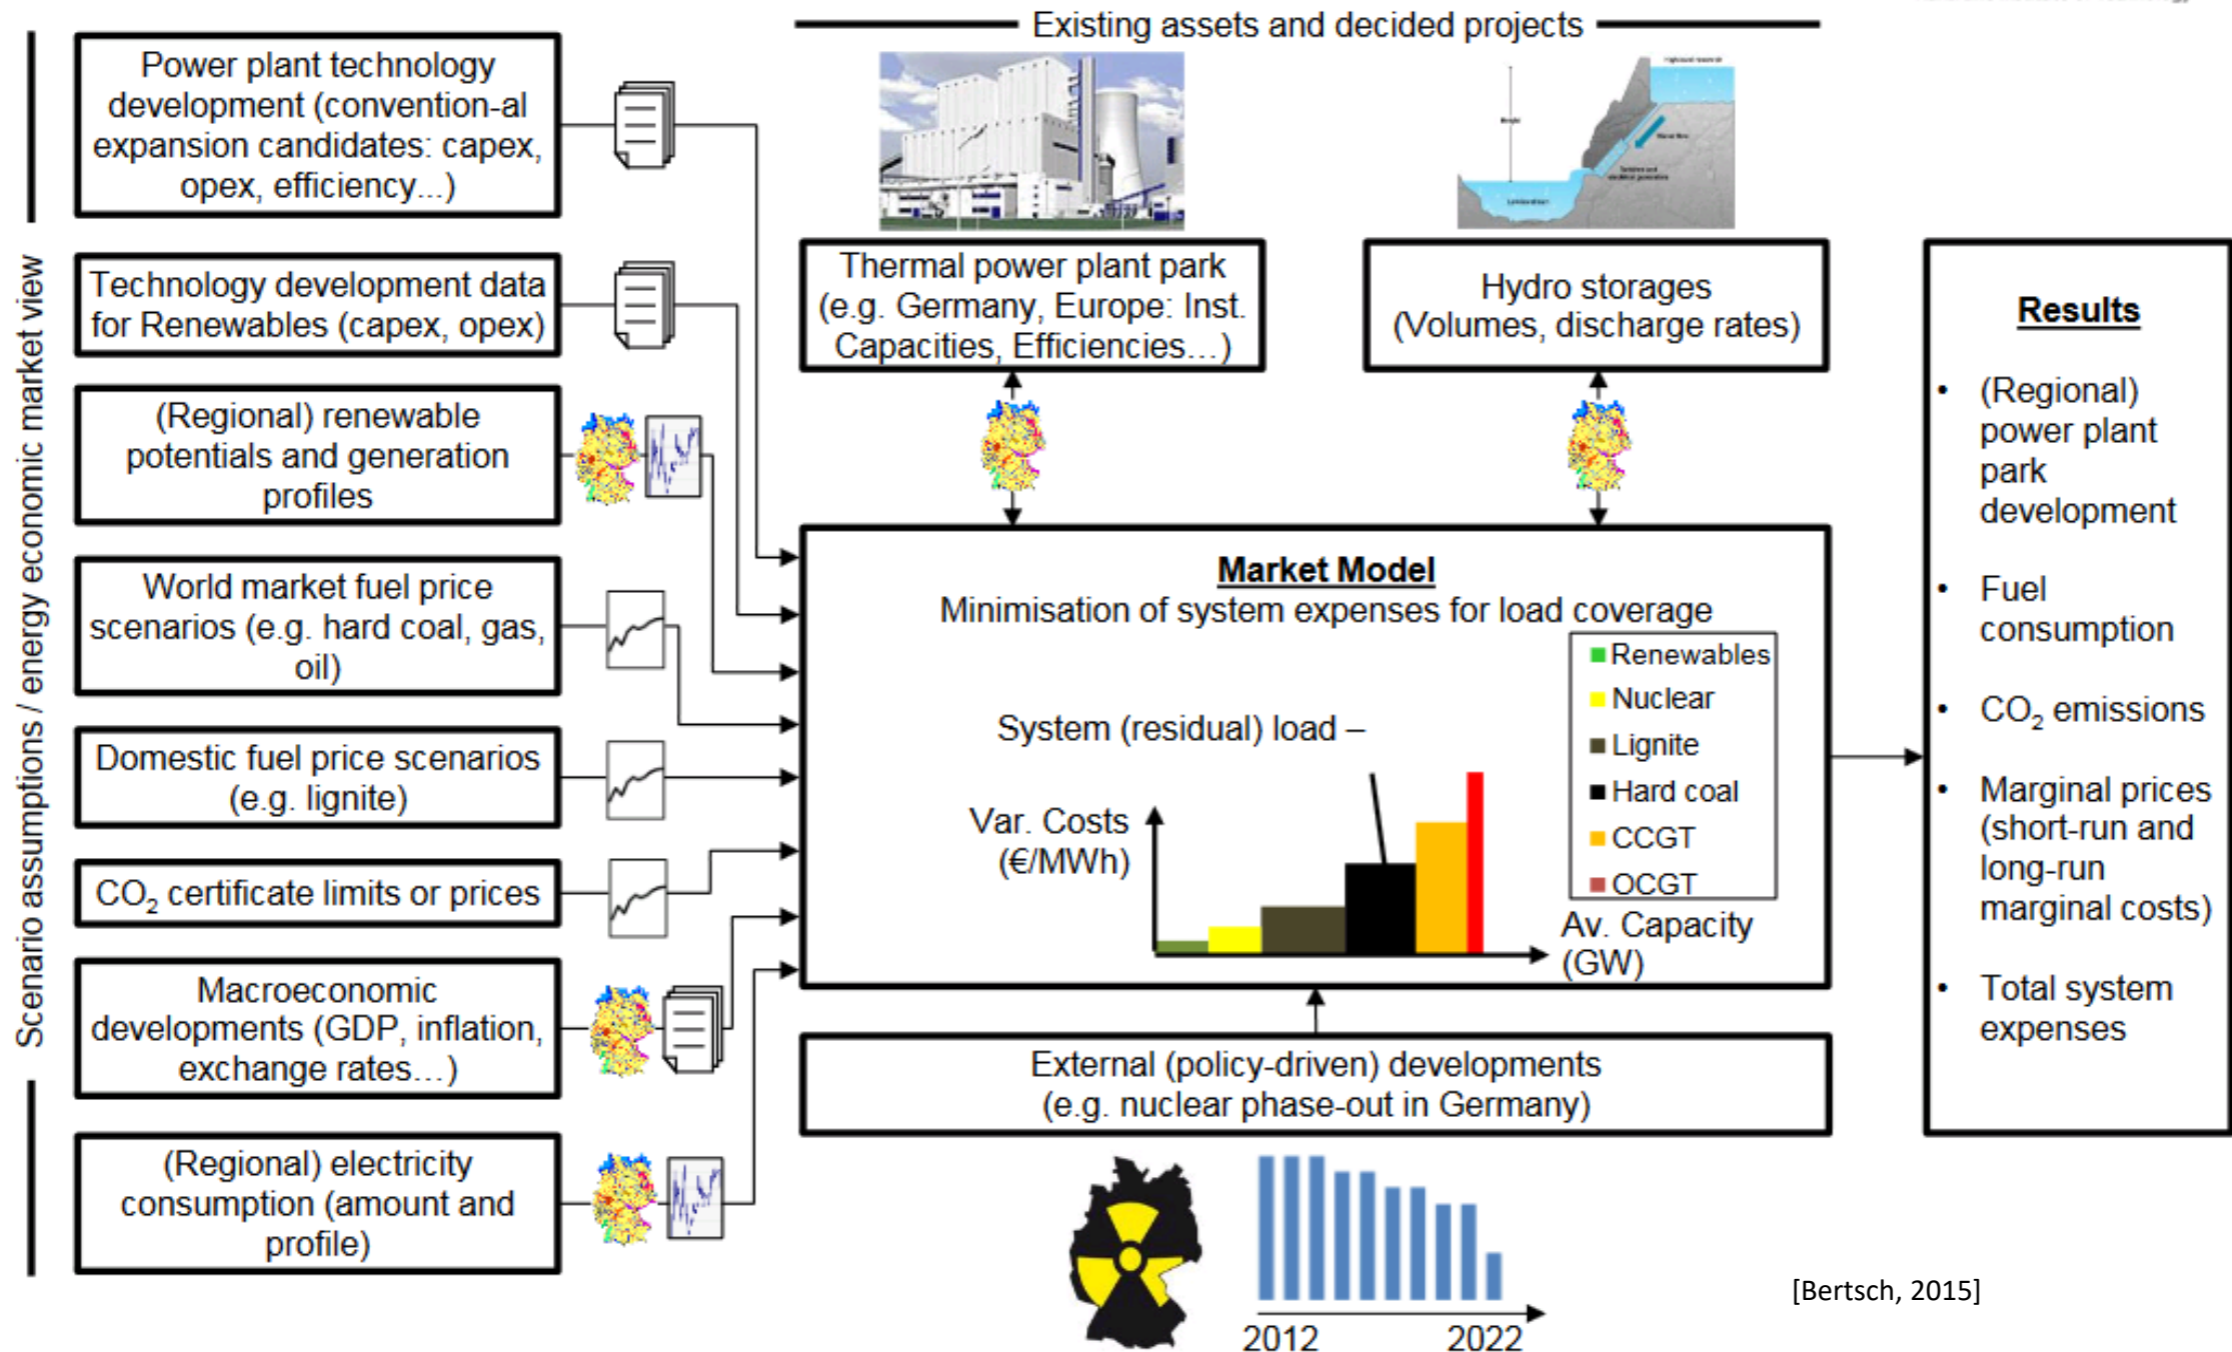 Existing assets and decided projects
Scenario assumptions / energy economic market view
Power plant technology
development (convention-al
expansion candidates: capex,
opex, efficiency...)
Technology development data
for Renewables (capex, opex)
(Regional) renewable
potentials and generation
profiles
World market fuel price
scenarios (e.g. hard coal, gas,
oil)
Domestic fuel price scenarios
(e.g. lignite)
CO2 certificate limits or prices
Macroeconomic
developments (GDP, inflation,
exchange rates...)
(Regional) electricity
consumption (amount and
profile)
Thermal power plant park
(e.g. Germany, Europe: Inst.
Capacities, Efficiencies...)
Height
Hydro storages
(Volumes, discharge rates)
Market Model
Minimisation of system expenses for load coverage
Renewables
Nuclear
Lignite
Hard coal
CCGT
OCGT
System (residual) load –
Var. Costs
(€/MWh)
Av. Capacity
(GW)
External (policy-driven) developments
(e.g. nuclear phase-out in Germany)
2012
2022
Results
• (Regional)
power plant
park
development
• Fuel
consumption
• CO2 emissions
• Marginal prices
(short-run and
long-run
marginal costs)
• Total system
expenses
[Bertsch, 2015]